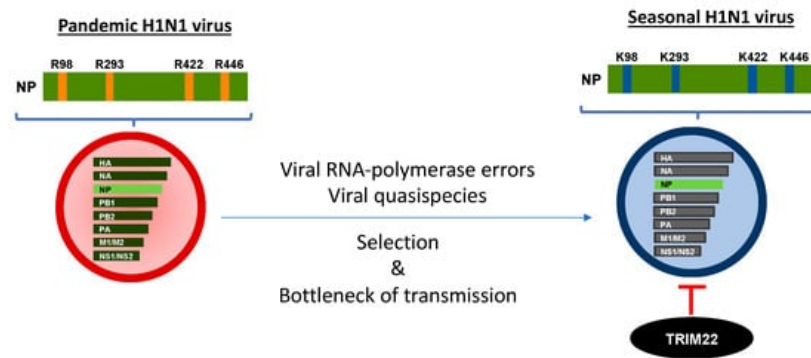 Pandemic H1N1 virus
R98 R293 R422 R446
NP
HA
NA
NP
PB1
PB2
PA
M1/M2
NS1/NS2
Viral RNA-polymerase errors
Viral quasispecies
Selection
&
Bottleneck of transmission
Seasonal H1N1 virus
K98 K293 K422 K446
NP
HA
NA
NP
PB1
PB2
PA
M1/M2
NS1/NS2
TRIM22